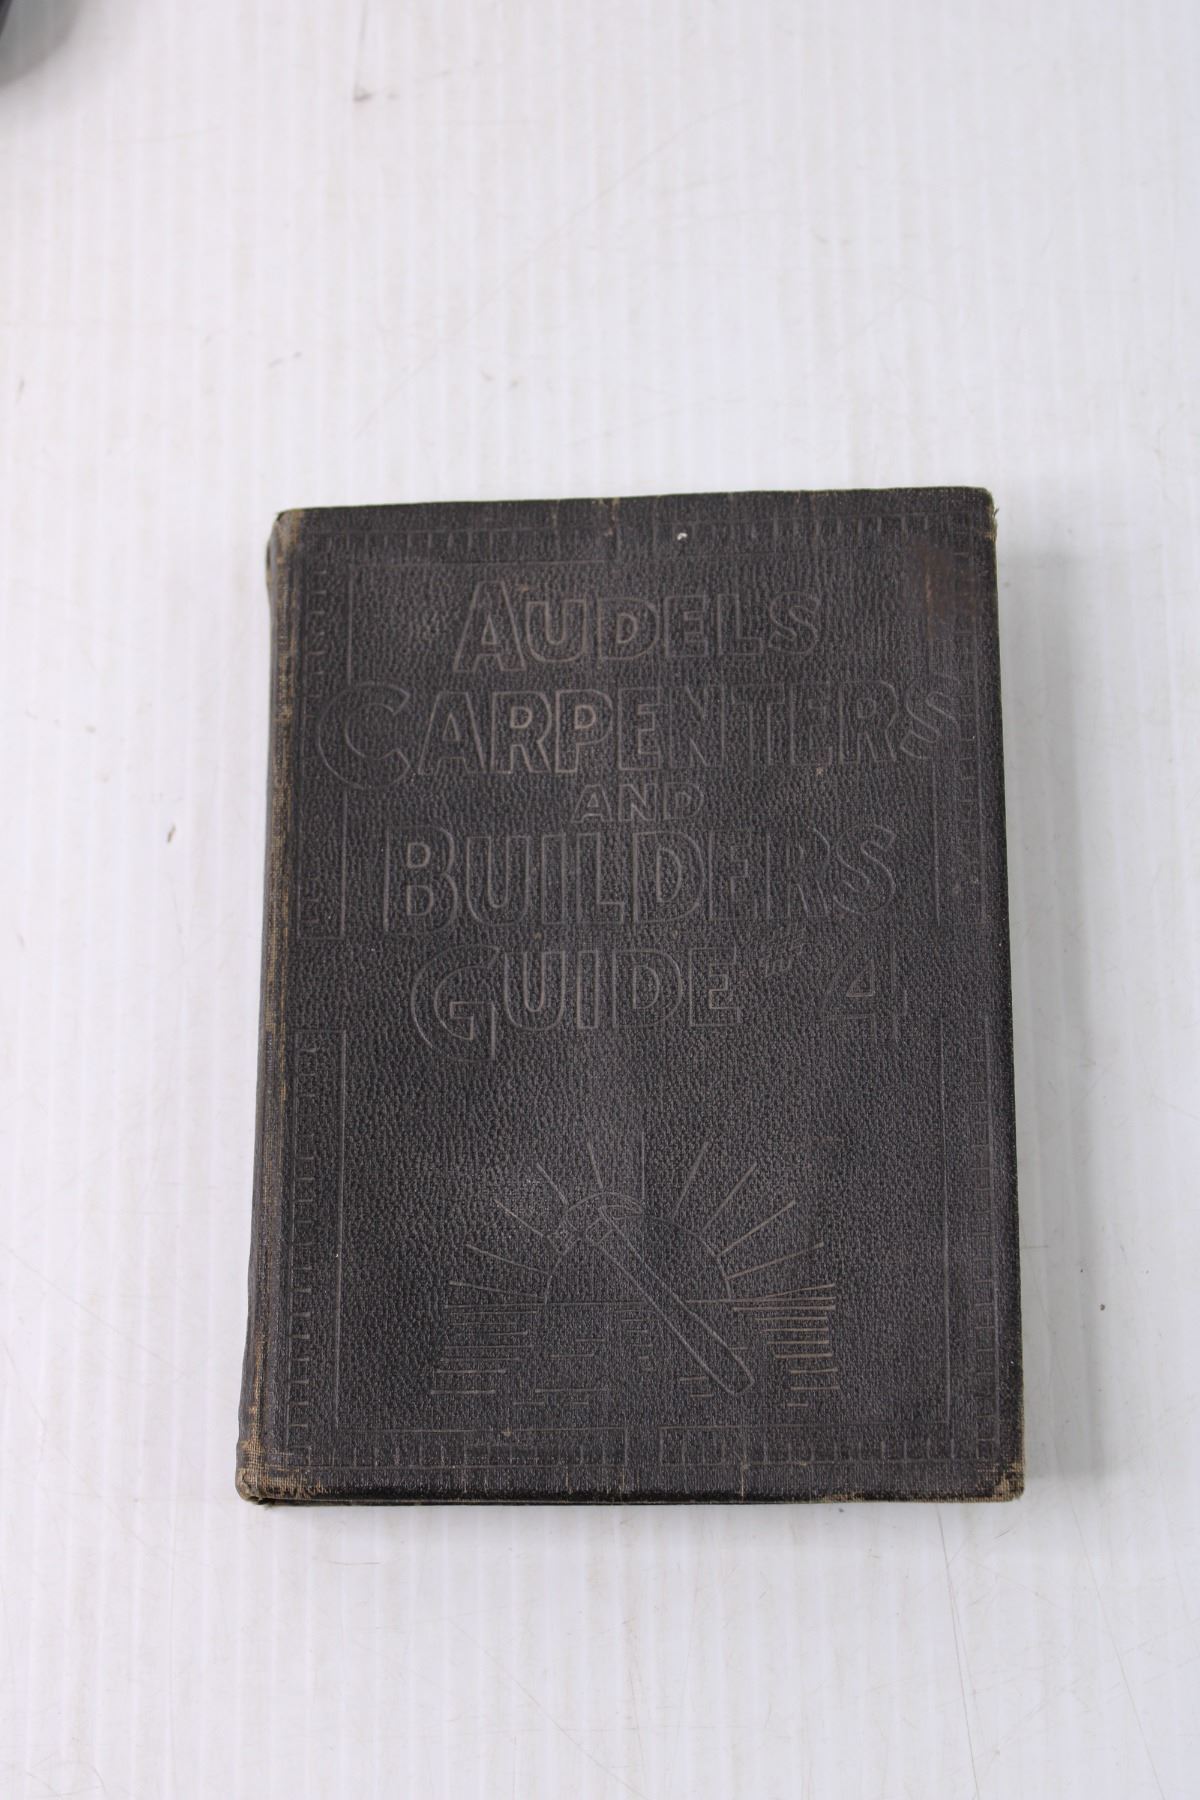 AUDELS
CARPENTERS
AND
BUILDERS
GUIDE #4